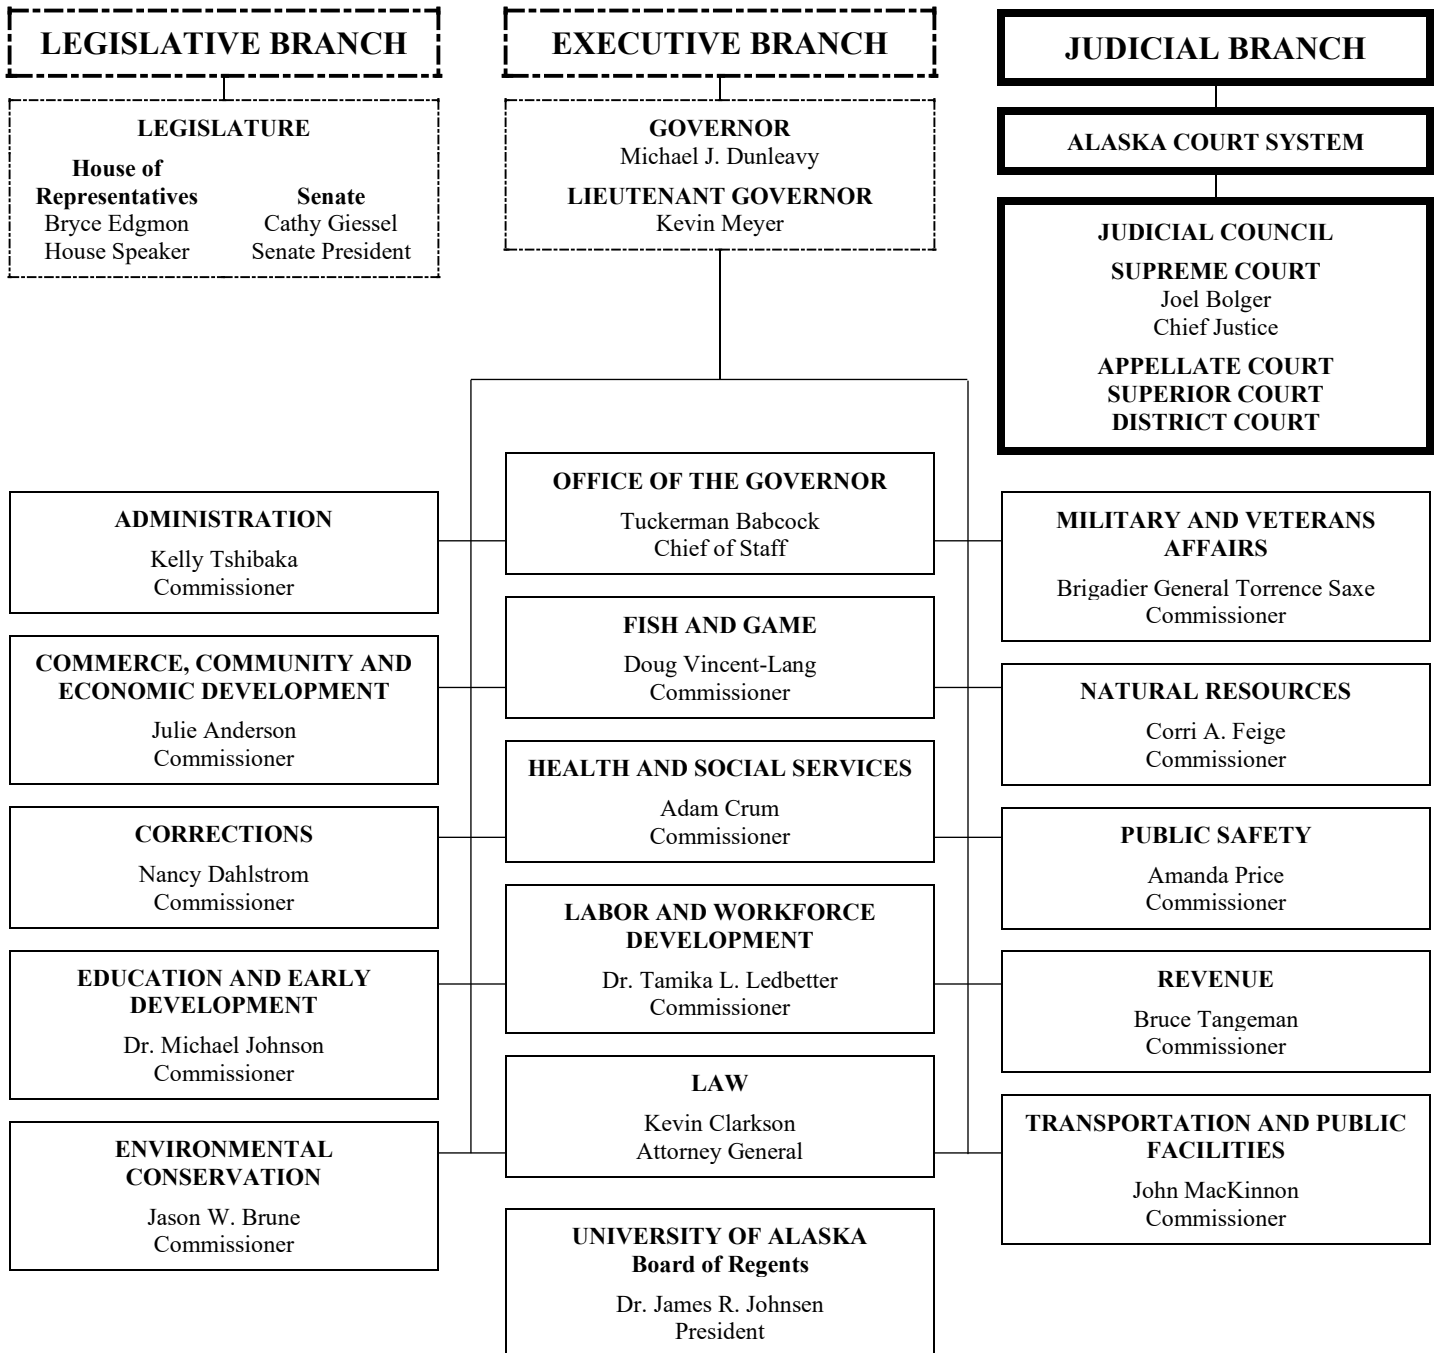 LEGISLATIVE BRANCH
LEGISLATURE
House of
Representatives
Bryce Edgmon
House Speaker
Senate
Cathy Giessel
Senate President
EXECUTIVE BRANCH
GOVERNOR
Michael J. Dunleavy
LIEUTENANT GOVERNOR
Kevin Meyer
JUDICIAL BRANCH
ALASKA COURT SYSTEM
JUDICIAL COUNCIL
SUPREME COURT
Joel Bolger
Chief Justice
APPELLATE COURT
SUPERIOR COURT
DISTRICT COURT
ADMINISTRATION
Kelly Tshibaka
Commissioner
COMMERCE, COMMUNITY AND
ECONOMIC DEVELOPMENT
Julie Anderson
Commissioner
CORRECTIONS
Nancy Dahlstrom
Commissioner
EDUCATION AND EARLY
DEVELOPMENT
Dr. Michael Johnson
Commissioner
ENVIRONMENTAL
CONSERVATION
Jason W. Brune
Commissioner
OFFICE OF THE GOVERNOR
Tuckerman Babcock
Chief of Staff
FISH AND GAME
Doug Vincent-Lang
Commissioner
HEALTH AND SOCIAL SERVICES
Adam Crum
Commissioner
LABOR AND WORKFORCE
DEVELOPMENT
Dr. Tamika L. Ledbetter
Commissioner
LAW
Kevin Clarkson
Attorney General
UNIVERSITY OF ALASKA
Board of Regents
Dr. James R. Johnsen
President
MILITARY AND VETERANS
AFFAIRS
Brigadier General Torrence Saxe
Commissioner
NATURAL RESOURCES
Corri A. Feige
Commissioner
PUBLIC SAFETY
Amanda Price
Commissioner
REVENUE
Bruce Tangeman
Commissioner
TRANSPORTATION AND PUBLIC
FACILITIES
John MacKinnon
Commissioner